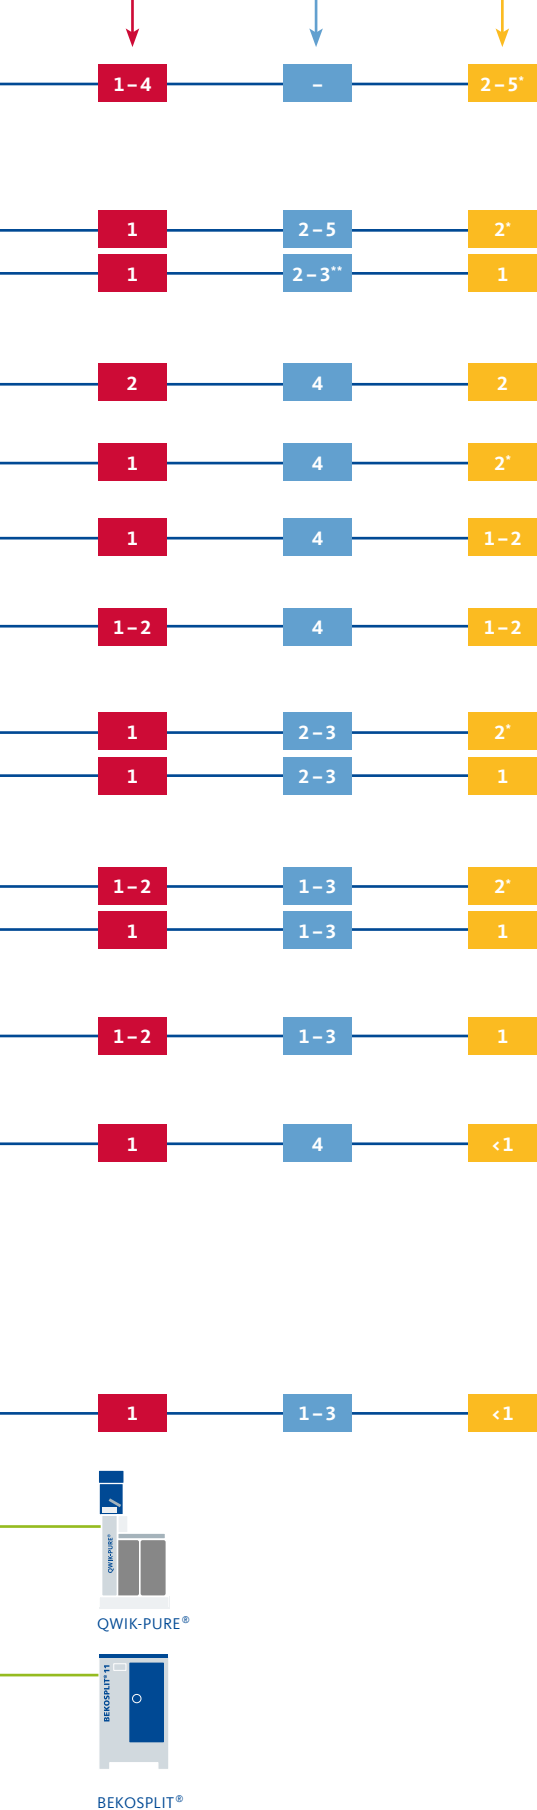 1–4 – 2–5*
1 2–5 2*
1 2–3** 1
2 4 2
1 4 2*
1 4 1–2
1–2 4 1–2
1 2–3 2*
1 2–3 1
1–2 1–3 2*
1 1–3 1
1–2 1–3 1
1 4 <1
1 1–3 <1
QWIK-PURE®
QWIK-PURE®
BEKOSPLIT® 11
BEKOSPLIT®